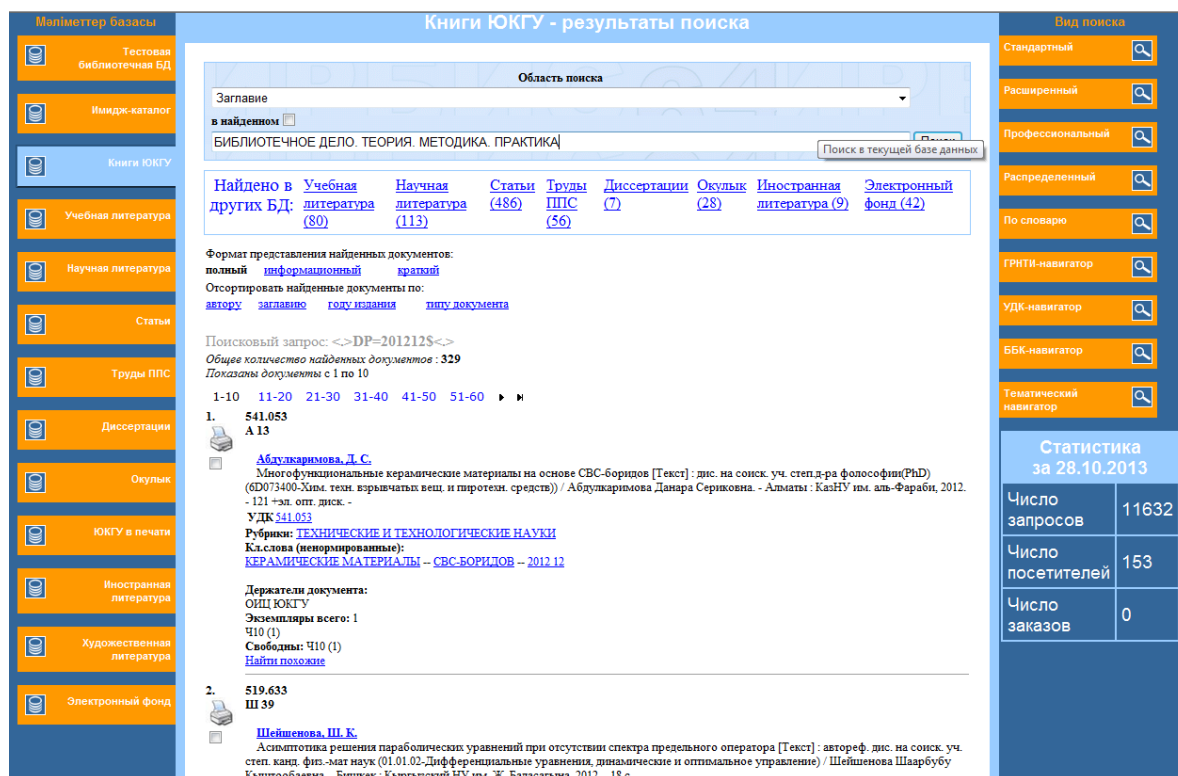 Мәліметтер базасы
Тестовая
библиотечная БД
Имидж-каталог
Книги ЮКГУ
Учебная литература
Научная литература
Статьи
Труды ППС
Диссертации
Окулык
ЮКГУ в печати
Иностранная
литература
Художественная
литература
Электронный фонд
Книги ЮКГУ - результаты поиска
Область поиска
Заглавие
в найденном
БИБЛИОТЕЧНОЕ ДЕЛО. ТЕОРИЯ. МЕТОДИКА. ПРАКТИКА
Поиск в текущей базе данных
Найдено в других БД:
Учебная литература (80)
Научная литература (113)
Статьи (486)
Труды ППС (56)
Диссертации (7)
Окулык (28)
Иностранная литература (9)
Электронный фонд (42)
Формат представления найденных документов:
полный информационный краткий
Отсортировать найденные документы по:
автору заглавию году издания типу документа
Поисковый запрос: <.>DP=201212$<.>
Общее количество найденных документов : 329
Показаны документы с 1 по 10
1-10 11-20 21-30 31-40 41-50 51-60
1. 541.053
А 13
Абдулкаримова, Д. С.
Многофункциональные керамические материалы на основе СВС-боридов [Текст] : дис. на соиск. уч. степ.д-ра фолософии(PhD)
(6D073400-Хим. техн. взрывчатых вещ. и пиротехн. средств)) / Абдулкаримова Данара Сериковна. - Алматы : КазНУ им. аль-Фараби, 2012.
- 121 +эл. опт. диск. -
УДК 541.053
Рубрики: ТЕХНИЧЕСКИЕ И ТЕХНОЛОГИЧЕСКИЕ НАУКИ
Кл.слова (ненормированные):
КЕРАМИЧЕСКИЕ МАТЕРИАЛЫ -- СВС-БОРИДОВ -- 2012 12
Держатели документа:
ОИЦ ЮКГУ
Экземпляры всего: 1
Ч10 (1)
Свободны: Ч10 (1)
Найти похожие
2. 519.633
Ш 39
Шейшенова, Ш. К.
Асимптотика решения параболических уравнений при отсутствии спектра предельного оператора [Текст] : автореф. дис. на соиск. уч.
степ. канд. физ.-мат наук (01.01.02-Дифференциальные уравнения, динамические и оптимальное управление) / Шейшенова Шаарбубу
Вид поиска
Стандартный
Расширенный
Профессиональный
Распределенный
По словарю
ГРНТИ-навигатор
УДК-навигатор
ББК-навигатор
Тематический
навигатор
Статистика
за 28.10.2013
Число запросов 11632
Число посетителей 153
Число заказов 0